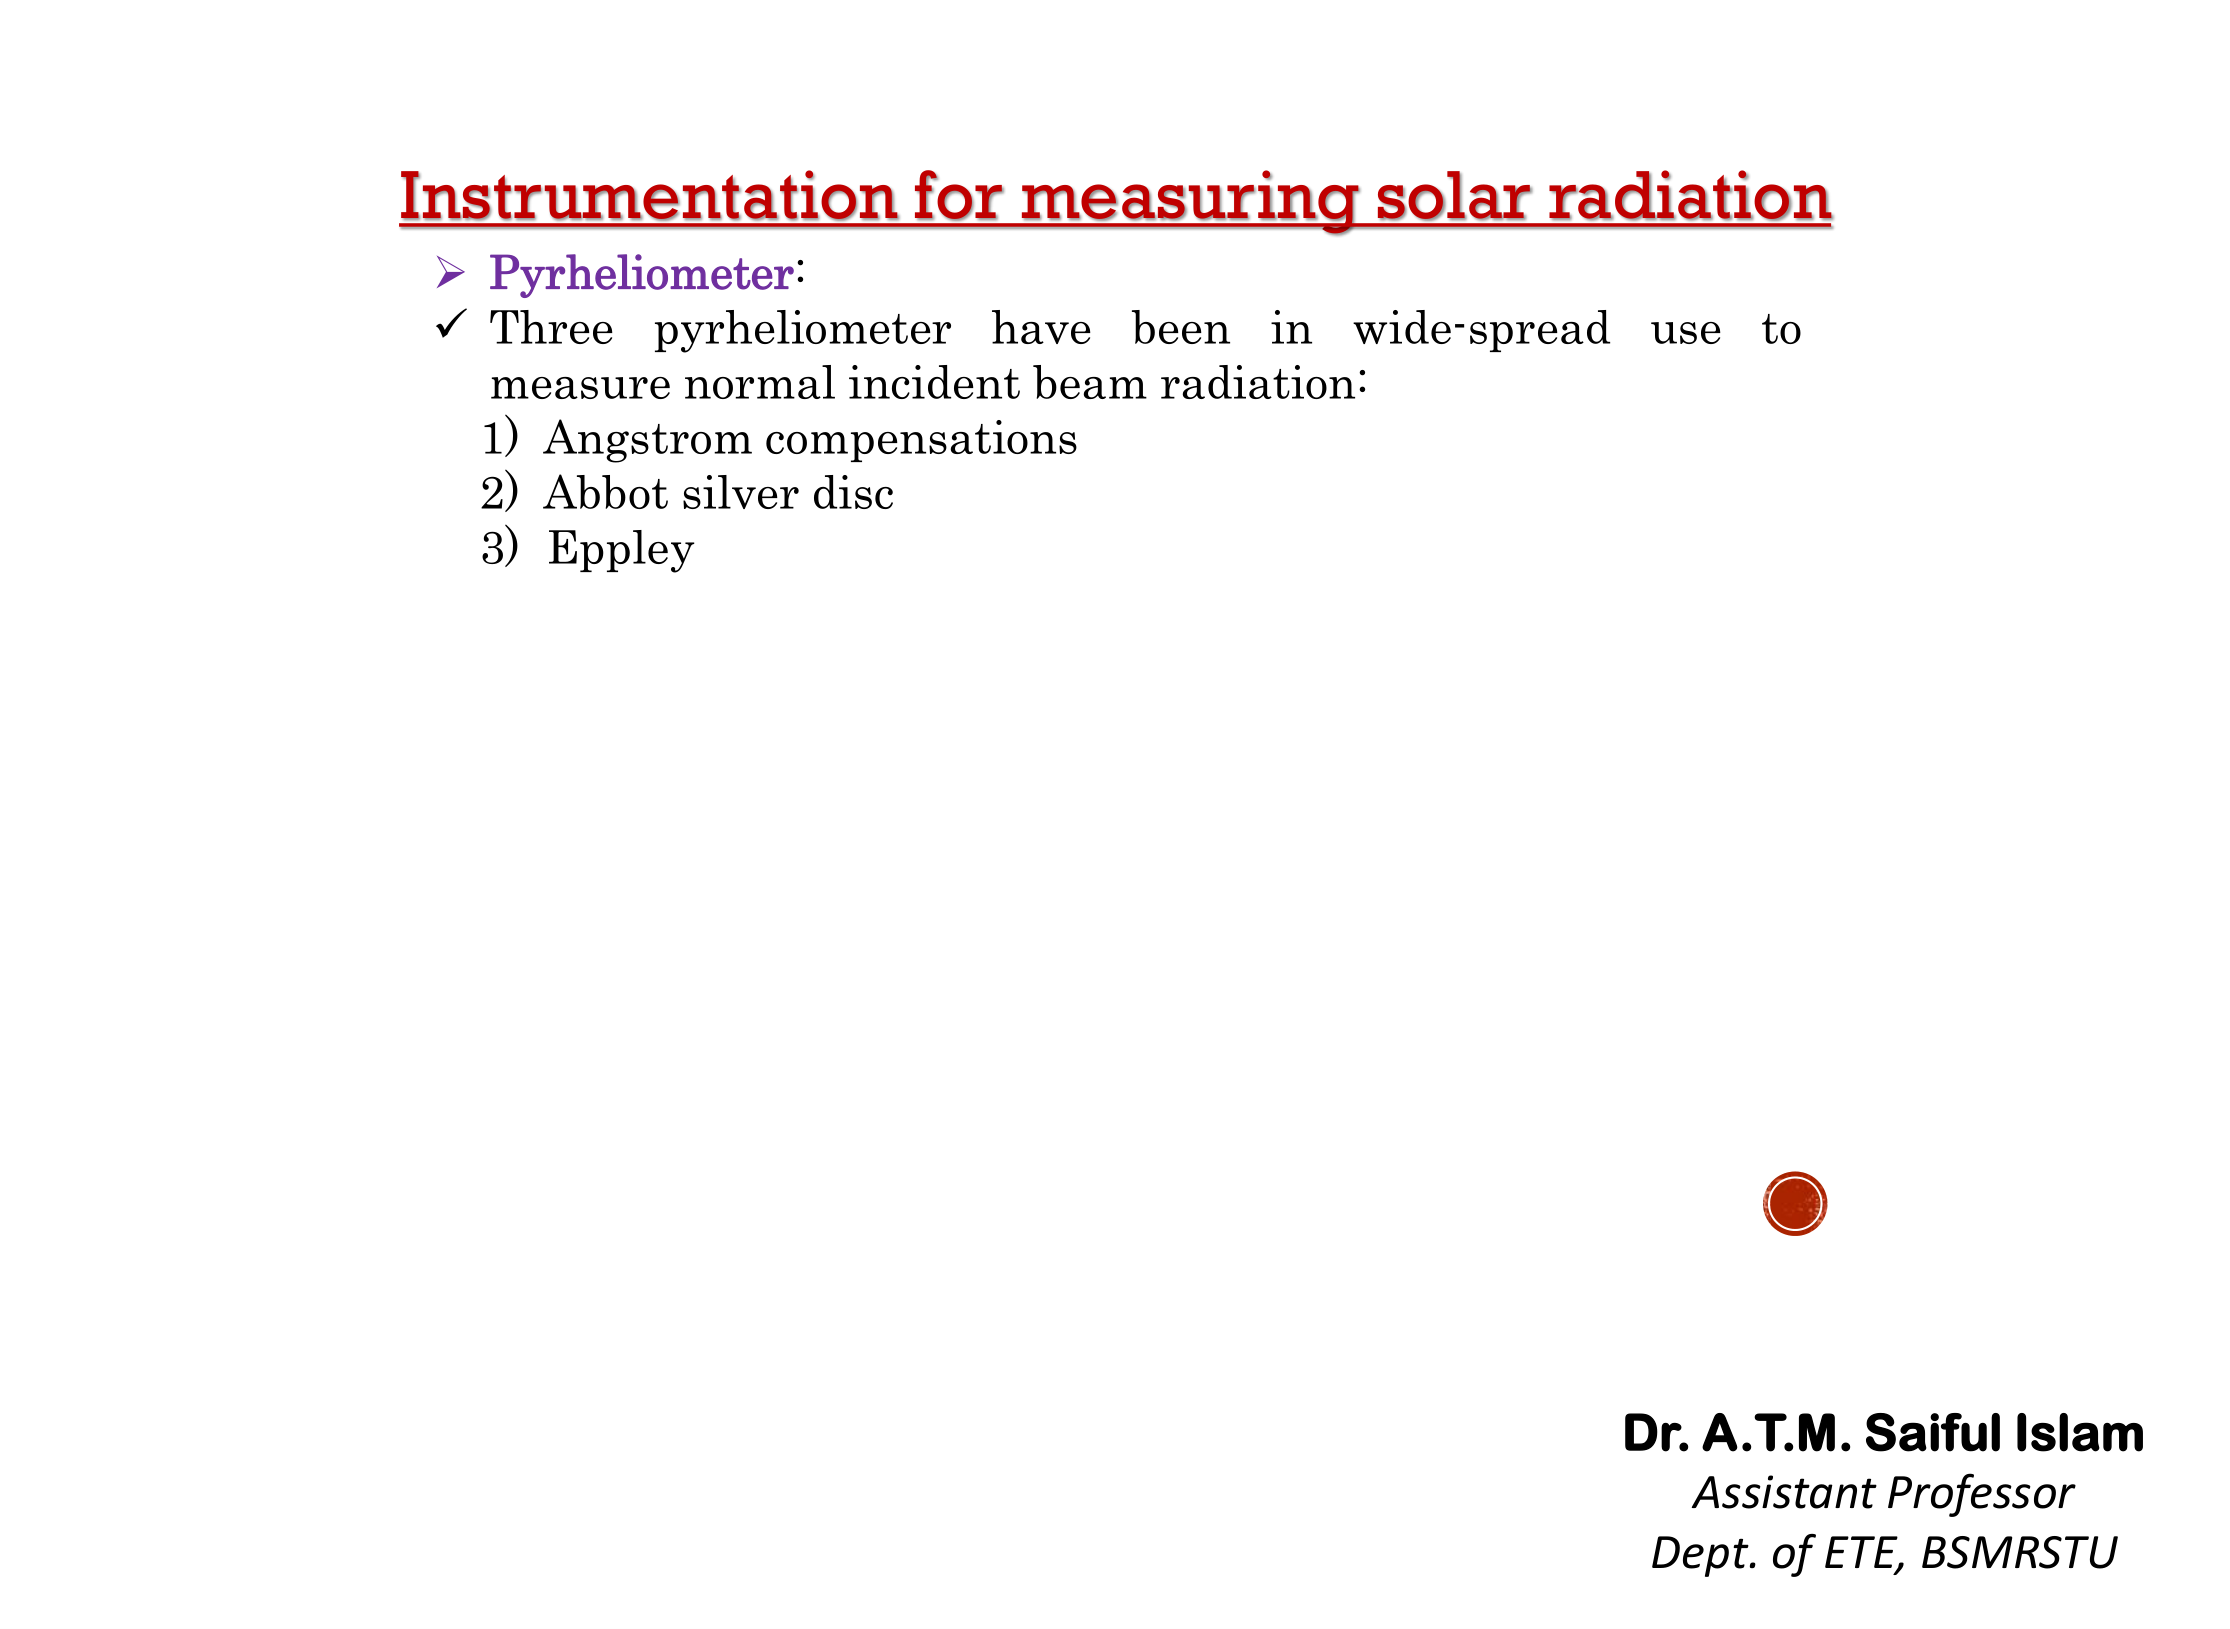 Instrumentation for measuring solar radiation
➢ Pyrheliometer:
✓ Three pyrheliometer have been in wide-spread use to
measure normal incident beam radiation:
1) Angstrom compensations
2) Abbot silver disc
3) Eppley
Dr. A.T.M. Saiful Islam
Assistant Professor
Dept. of ETE, BSMRSTU